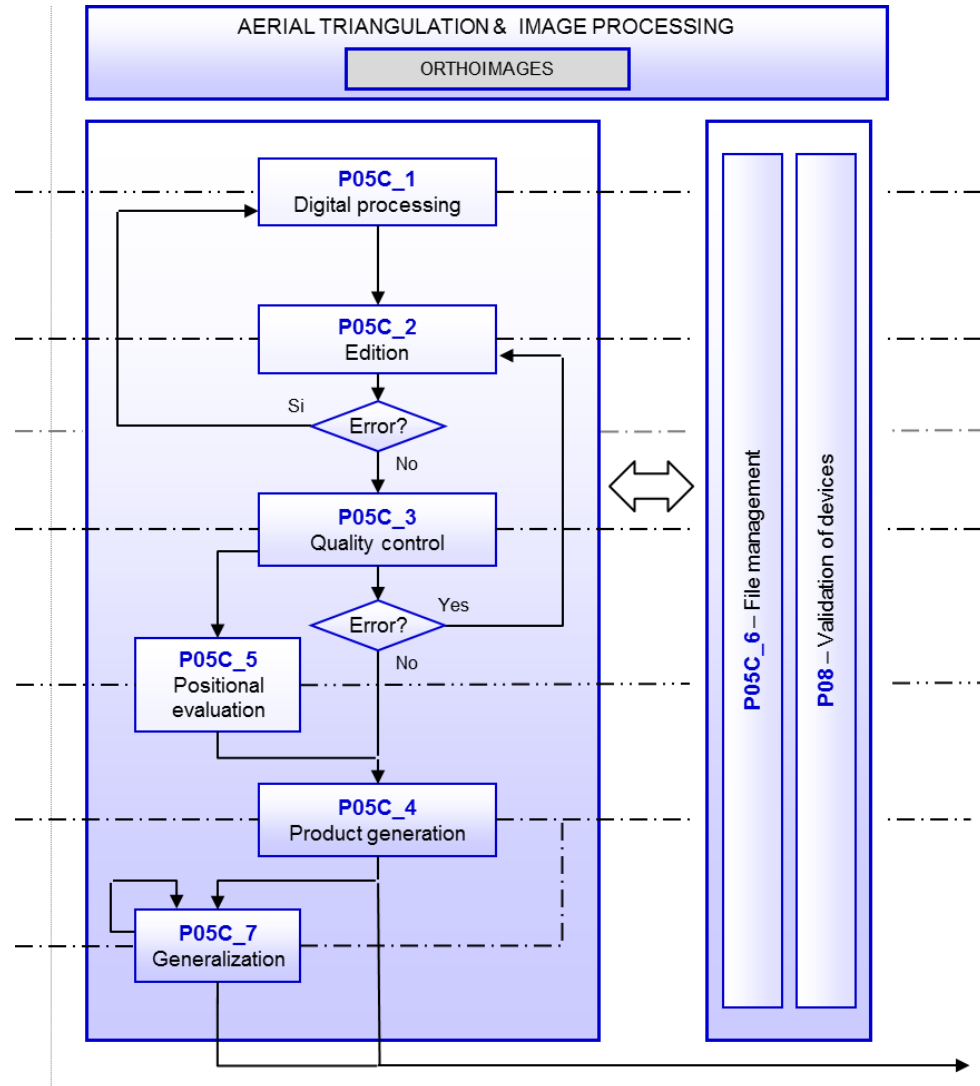 AERIAL TRIANGULATION & IMAGE PROCESSING
ORTHOIMAGES
P05C_1
Digital processing
P05C_2
Edition
Si
Error?
No
P05C_3
Quality control
Yes
Error?
No
P05C_5
Positional
evaluation
P05C_4
Product generation
P05C_7
Generalization
P05C_6 – File management
P08 – Validation of devices